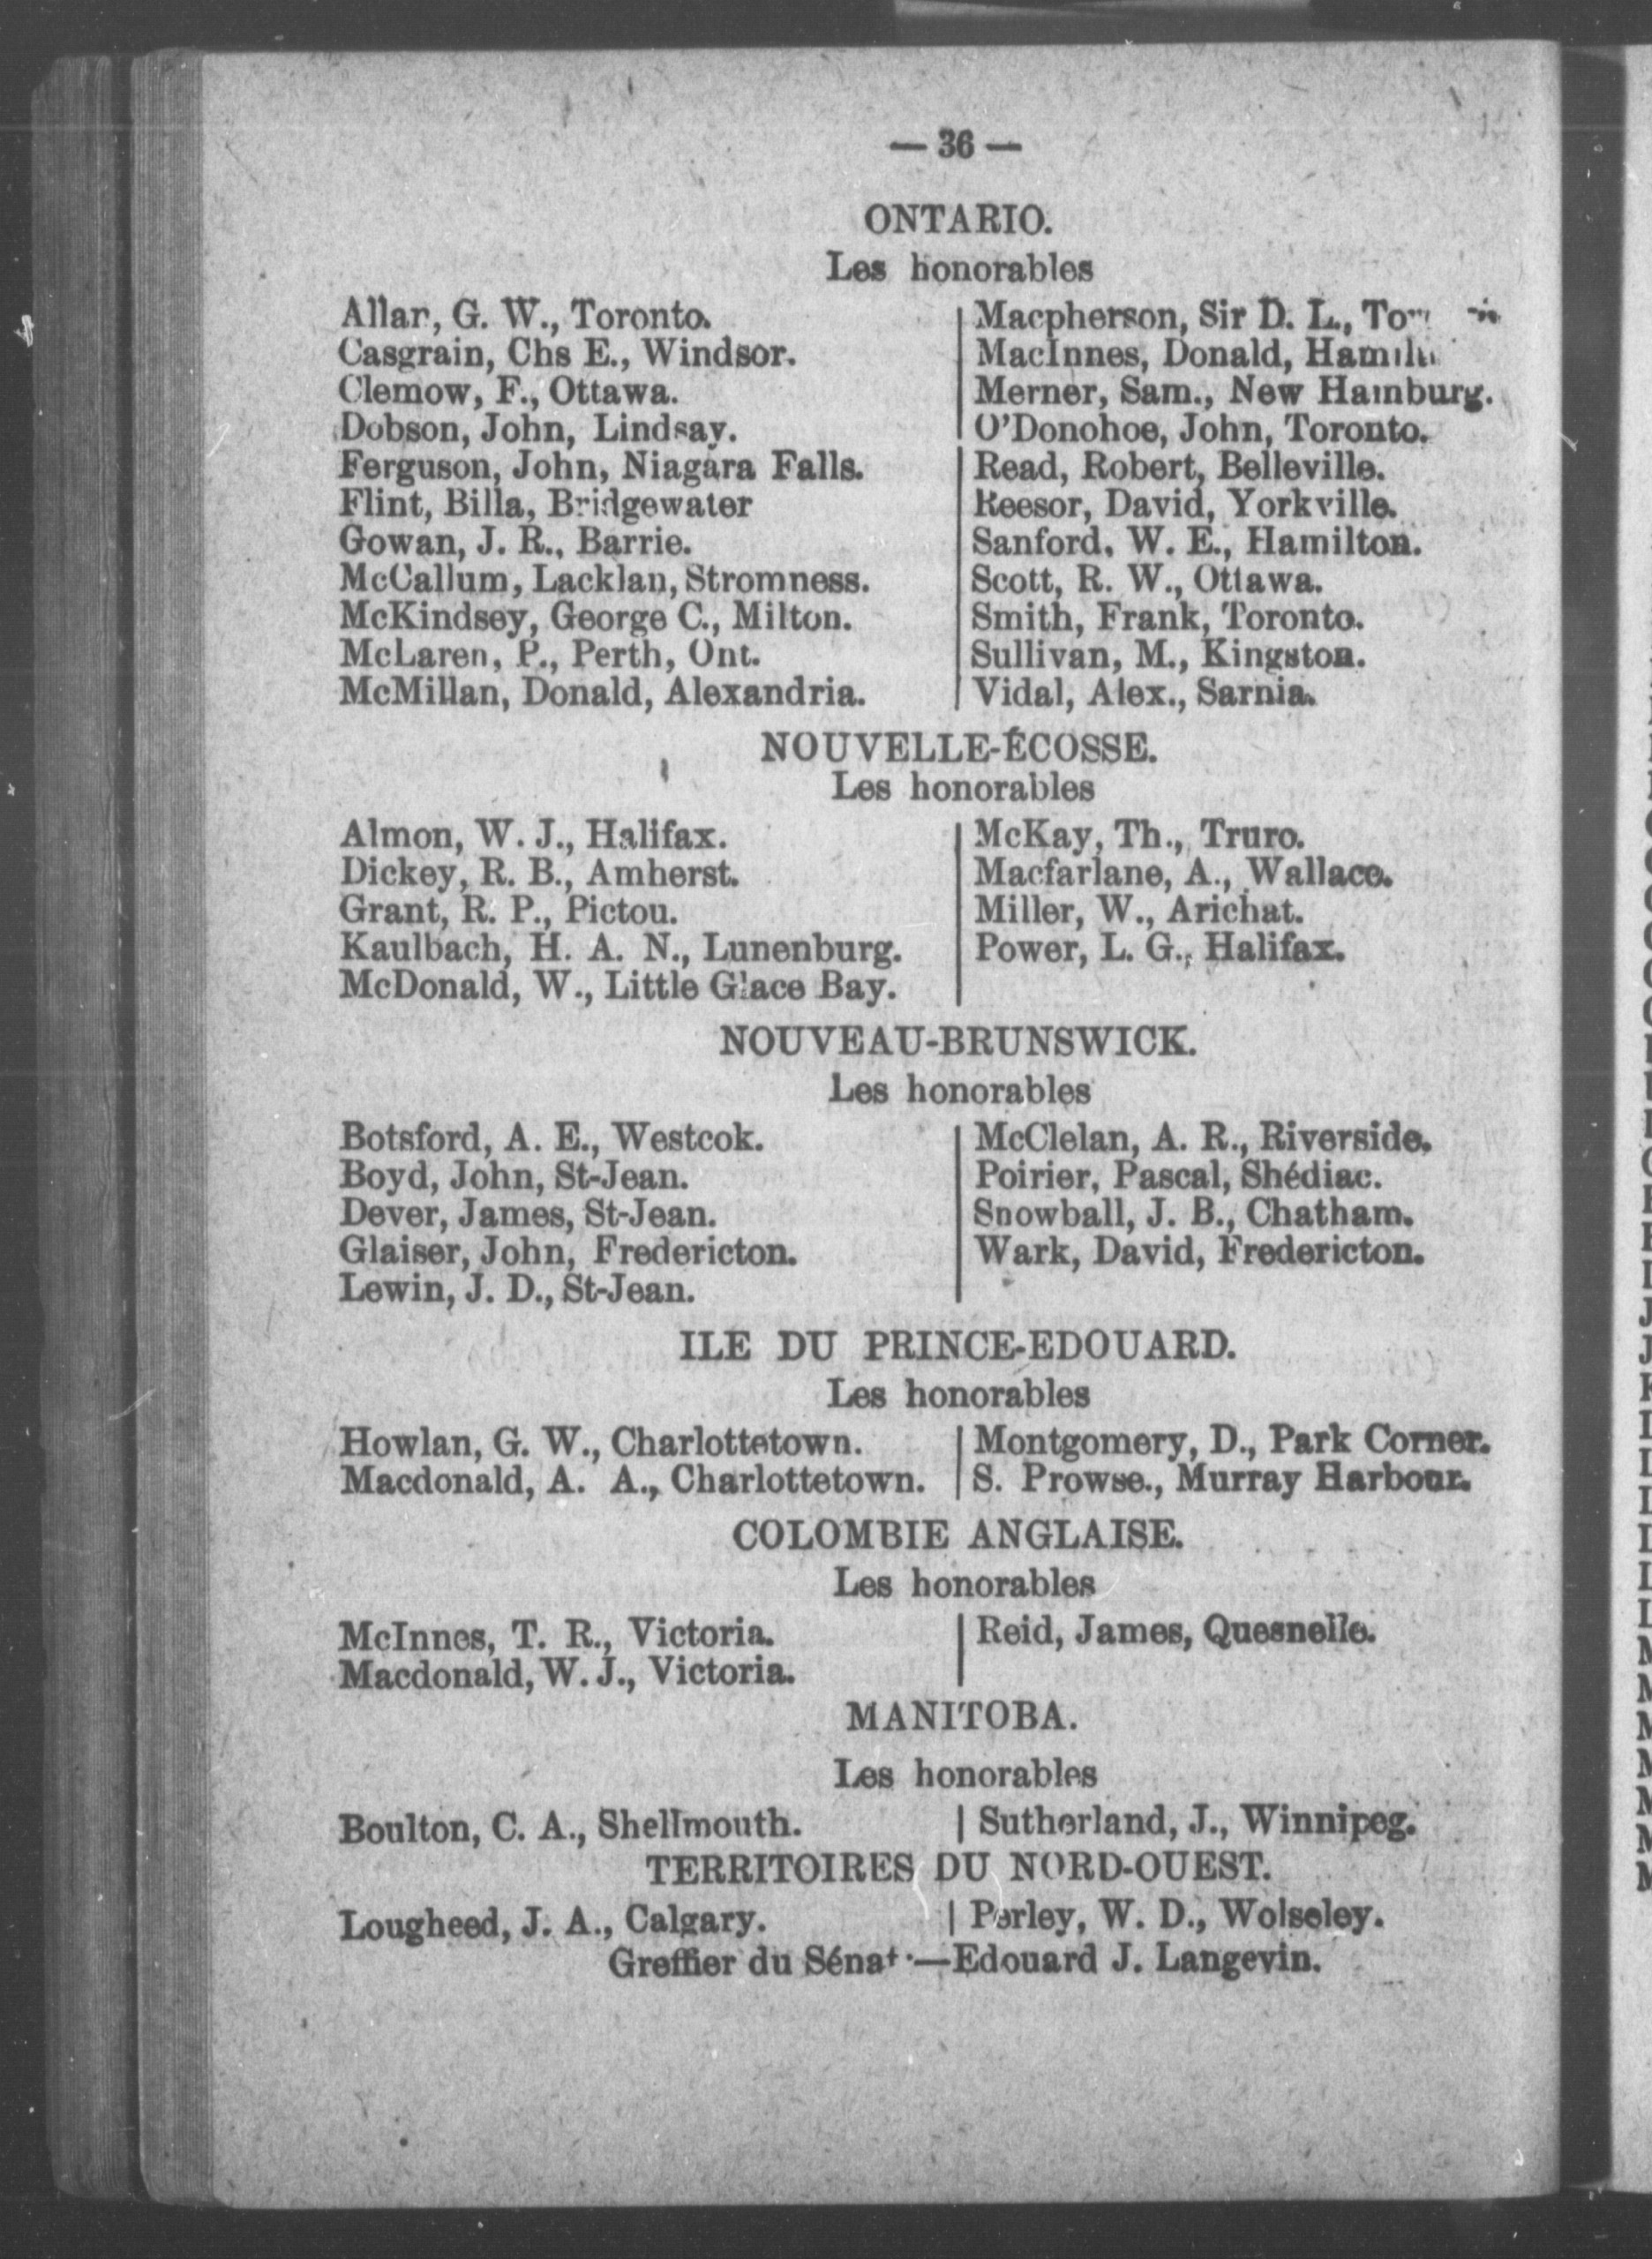 — 36 —
ONTARIO.
Les honorables
Allan, G. W., Toronto.
Casgrain, Chs E., Windsor.
Clemow, F., Ottawa.
Dobson, John, Lindsay.
Ferguson, John, Niagara Falls.
Flint, Billa, Bridgewater
Gowan, J. R., Barrie.
McCallum, Lacklan, Stromness.
McKindsey, George C., Milton.
McLaren, P., Perth, Ont.
McMillan, Donald, Alexandria.
Macpherson, Sir D. L.,
MacInnes, Donald,
Merner, Sam., New Hamburg.
O'Donohoe, John, Toronto.
Read, Robert, Belleville.
Reesor, David, Yorkville.
Sanford, W. E., Hamilton.
Scott, R. W., Ottawa.
Smith, Frank, Toronto.
Sullivan, M., Kingston.
Vidal, Alex., Sarnia.
NOUVELLE-ÉCOSSE.
Les honorables
Almon, W. J., Halifax.
Dickey, R. B., Amherst.
Grant, R. P., Pictou.
Kaulbach, H. A. N., Lunenburg.
McDonald, W., Little Glace Bay.
McKay, Th., Truro.
Macfarlane, A., Wallace.
Miller, W., Arichat.
Power, L. G., Halifax.
NOUVEAU-BRUNSWICK.
Les honorables
Botsford, A. E., Westcok.
Boyd, John, St-Jean.
Dever, James, St-Jean.
Glaiser, John, Fredericton.
Lewin, J. D., St-Jean.
McClelan, A. R., Riverside.
Poirier, Pascal, Shédiac.
Snowball, J. B., Chatham.
Wark, David, Fredericton.
ILE DU PRINCE-EDOUARD.
Les honorables
Howlan, G. W., Charlottetown.
Macdonald, A. A., Charlottetown.
Montgomery, D., Park Corner.
S. Prowse., Murray Harbour.
COLOMBIE ANGLAISE.
Les honorables
McInnes, T. R., Victoria.
Macdonald, W. J., Victoria.
Reid, James, Quesnelle.
MANITOBA.
Les honorables
Boulton, C. A., Shellmouth.
Sutherland, J., Winnipeg.
TERRITOIRES DU NORD-OUEST.
Lougheed, J. A., Calgary.
Perley, W. D., Wolseley.
Greffier du Sénat.—Edouard J. Langevin.